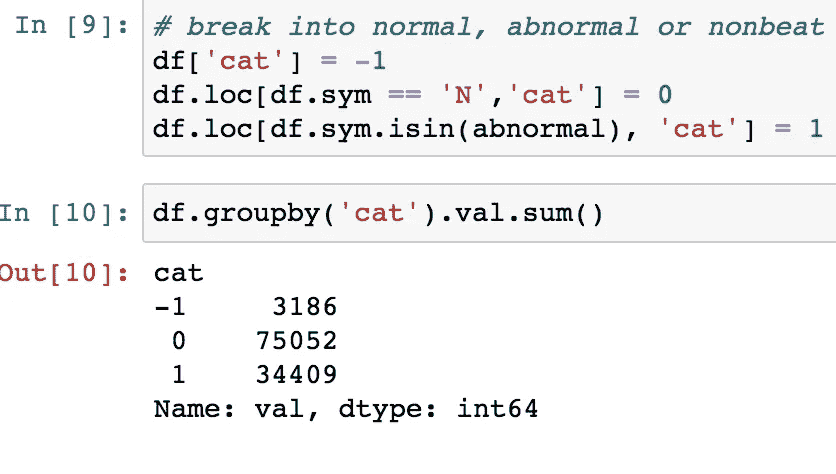 In [9]: # break into normal, abnormal or nonbeat
df['cat'] = -1
df.loc[df.sym == 'N','cat'] = 0
df.loc[df.sym.isin(abnormal), 'cat'] = 1
In [10]: df.groupby('cat').val.sum()
Out[10]: cat
-1 3186
0 75052
1 34409
Name: val, dtype: int64